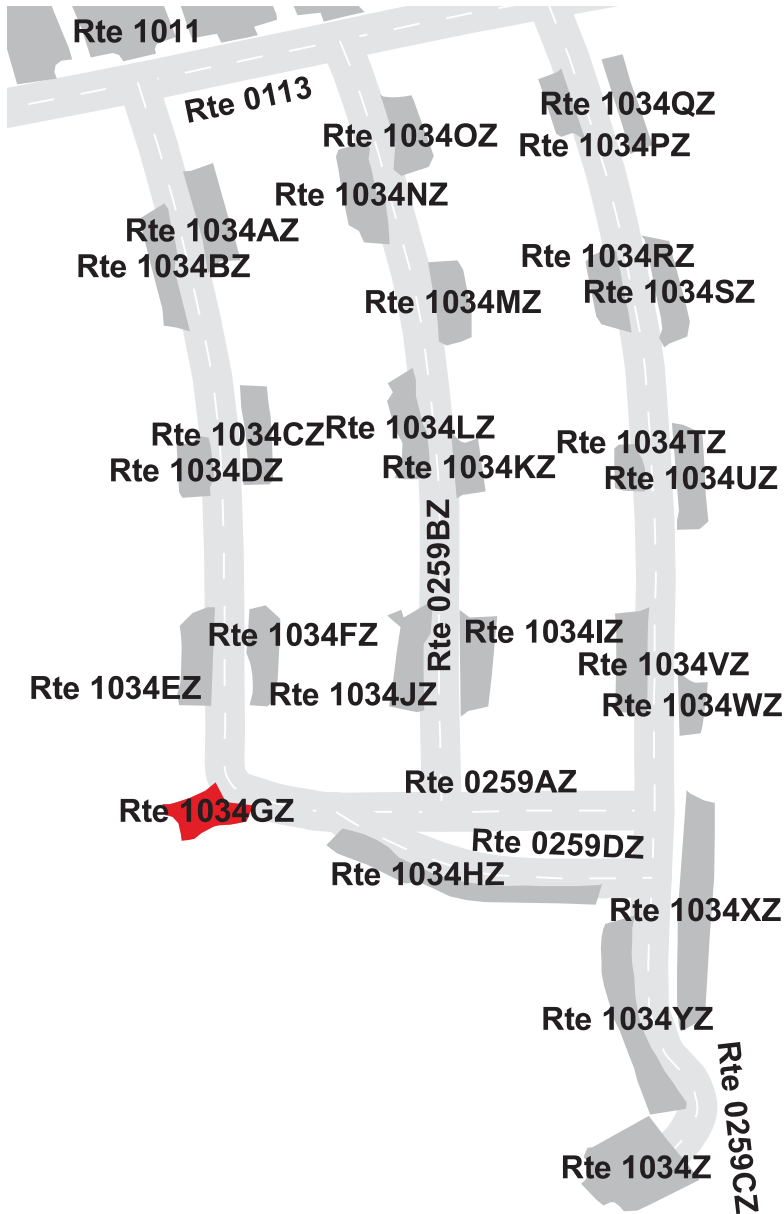 Rte 1011
Rte 0113
Rte 1034QZ
Rte 1034OZ
Rte 1034PZ
Rte 1034NZ
Rte 1034AZ
Rte 1034BZ
Rte 1034RZ
Rte 1034SZ
Rte 1034MZ
Rte 1034CZ
Rte 1034LZ
Rte 1034TZ
Rte 1034DZ
Rte 1034KZ
Rte 1034UZ
Rte 0259BZ
Rte 1034FZ
Rte 1034IZ
Rte 1034VZ
Rte 1034EZ
Rte 1034JZ
Rte 1034WZ
Rte 0259AZ
Rte 1034GZ
Rte 0259DZ
Rte 1034HZ
Rte 1034XZ
Rte 1034YZ
Rte 0259CZ
Rte 1034Z